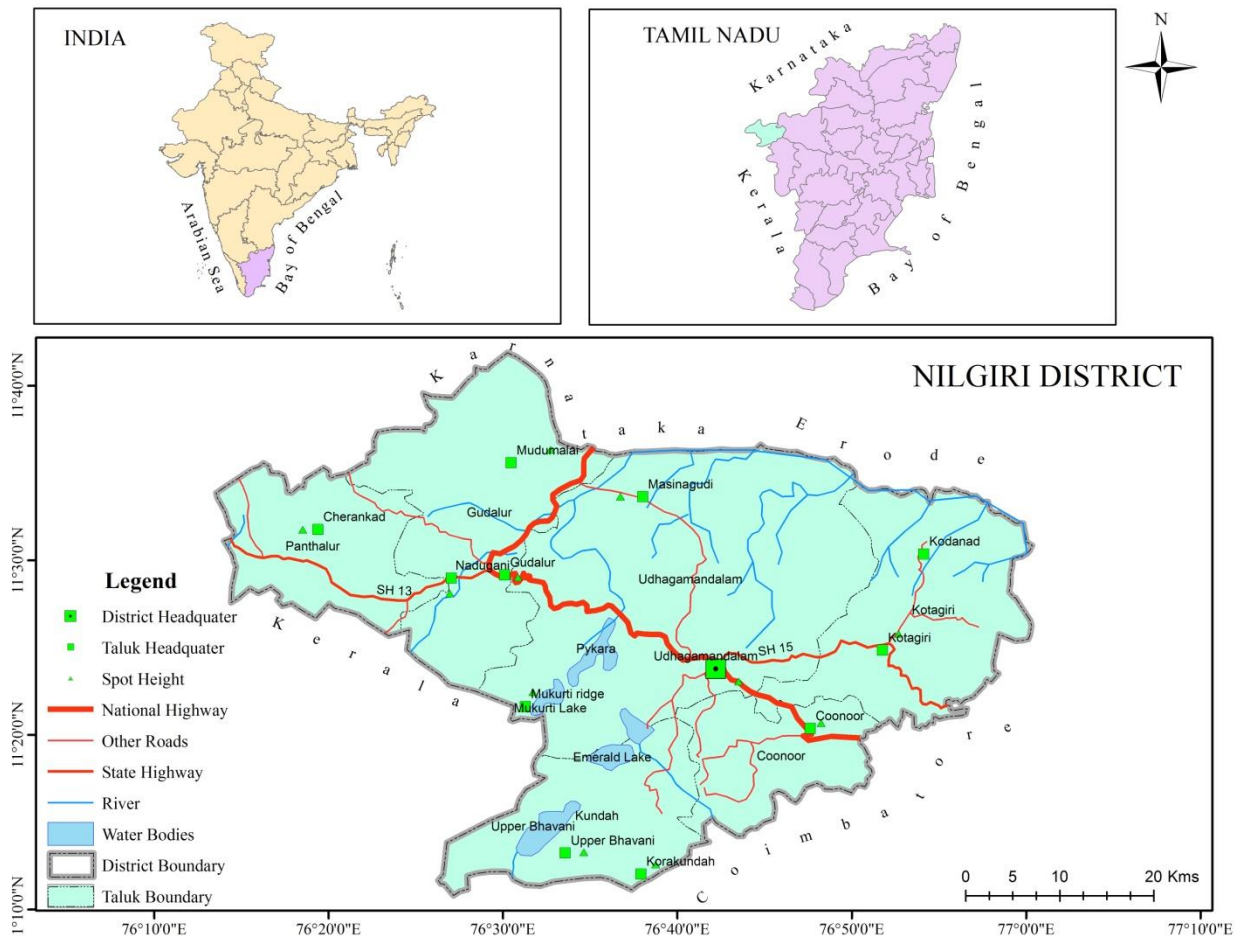 INDIA
Arabian Sea
Bay of Bengal
TAMIL NADU
Karnataka
Kerala
Bay of Bengal
N
NILGIRI DISTRICT
Karnataka
Erode
Kerala
Coimbatore
Mudumalai
Masinagudi
Gudalur
Cherankad
Panthalur
Kodanad
Nadugani
Gudalur
Udhagamandalam
SH 13
Kotagiri
Kotagiri
SH 15
Pykara
Udhagamandalam
Mukurti ridge
Mukurti Lake
Coonoor
Emerald Lake
Coonoor
Kundah
Upper Bhavani
Upper Bhavani
Korakundah
Legend
District Headquater
Taluk Headquater
Spot Height
National Highway
Other Roads
State Highway
River
Water Bodies
District Boundary
Taluk Boundary
0 5 10 20 Kms
11°40'0"N
11°30'0"N
11°20'0"N
11°10'0"N
76°10'0"E
76°20'0"E
76°30'0"E
76°40'0"E
76°50'0"E
77°0'0"E
77°10'0"E